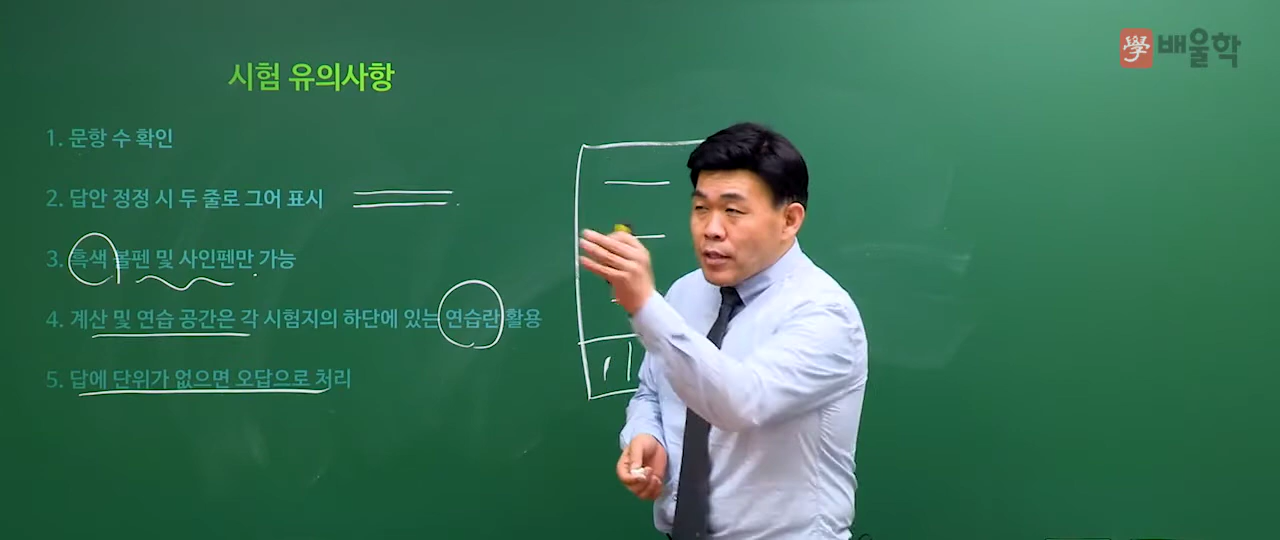 學 배울학
시험 유의사항
1. 문항 수 확인
2. 답안 정정 시 두 줄로 그어 표시
3. 흑색 볼펜 및 사인펜만 가능
4. 계산 및 연습 공간은 각 시험지의 하단에 있는 연습란 활용
5. 답에 단위가 없으면 오답으로 처리